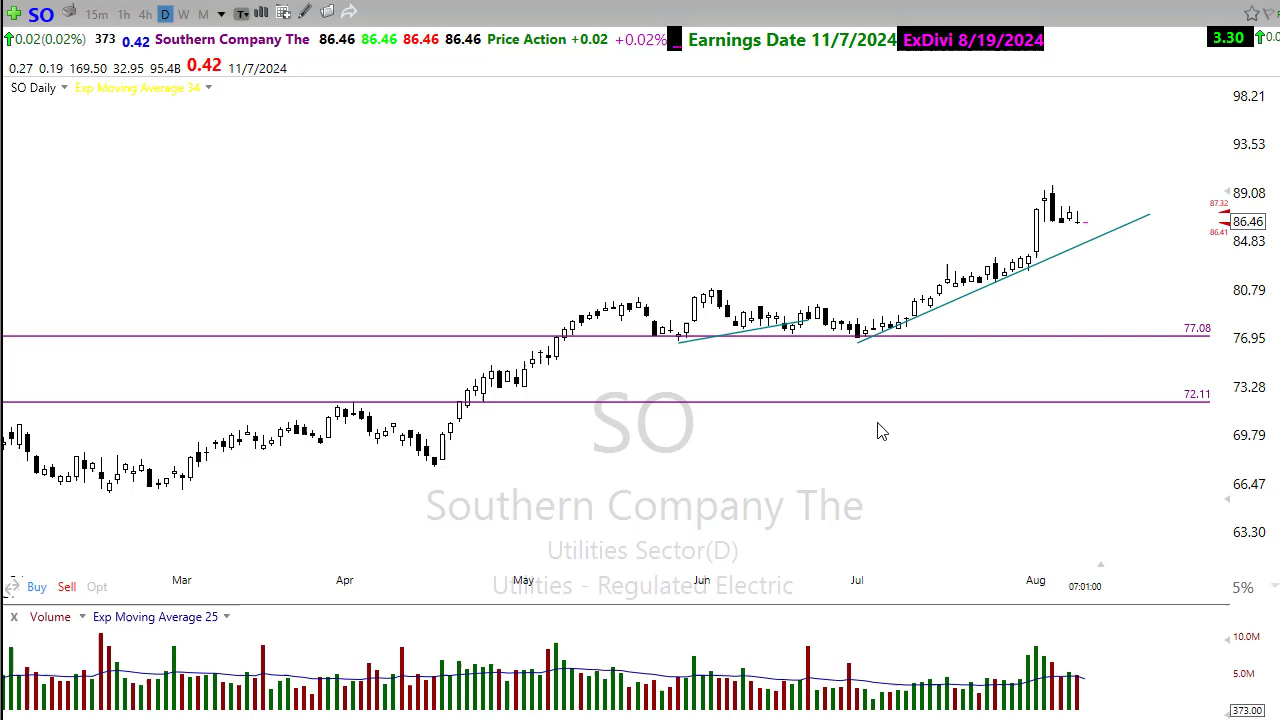 SO 15m 1h 4h D W M T
0.02(0.02%) 373 0.42 Southern Company The 86.46 86.46 86.46 86.46 Price Action +0.02 +0.02% ... Earnings Date 11/7/2024 ExDivi 8/19/2024 3.30
0.27 0.19 169.50 32.95 95.4B 0.42 11/7/2024
SO Daily Exp Moving Average 34
98.21
93.53
89.08
87.32
86.46
86.41
84.83
80.79
77.08
76.95
73.28
72.11
SO
69.79
66.47
Southern Company The
63.30
Utilities Sector(D)
Mar Apr May Jun Jul Aug
Utilities - Regulated Electric
Buy Sell Opt 07:01:00 5%
X Volume Exp Moving Average 25
10.0M
5.0M
373.00